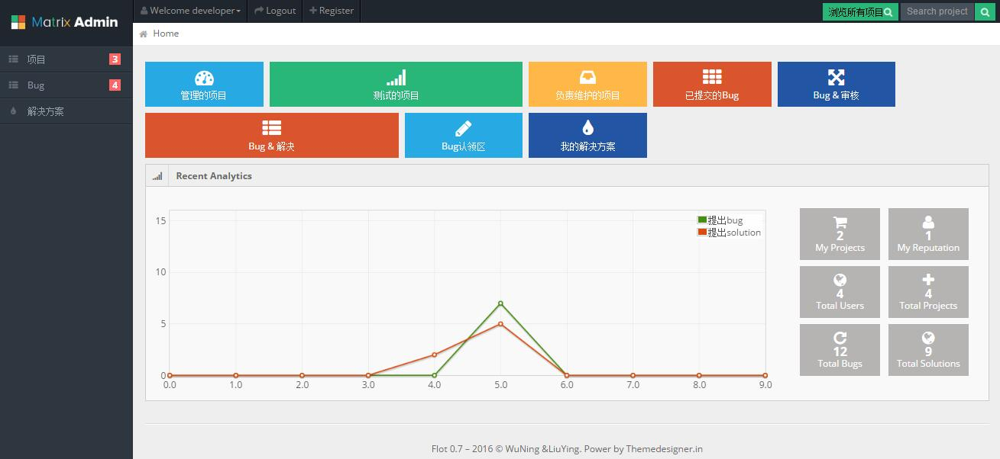 Matrix Admin
Welcome developer
Logout
Register
浏览所有项目
Search project
Home
项目
3
Bug
4
解决方案
管理的项目
测试的项目
负责维护的项目
已提交的Bug
Bug & 审核
Bug & 解决
Bug认领区
我的解决方案
Recent Analytics
15
10
5
0
0.0 1.0 2.0 3.0 4.0 5.0 6.0 7.0 8.0 9.0
提出bug
提出solution
2
My Projects
1
My Reputation
4
Total Users
4
Total Projects
12
Total Bugs
9
Total Solutions
Flot 0.7 – 2016 © WuNing &LiuYing. Power by Themedesigner.in